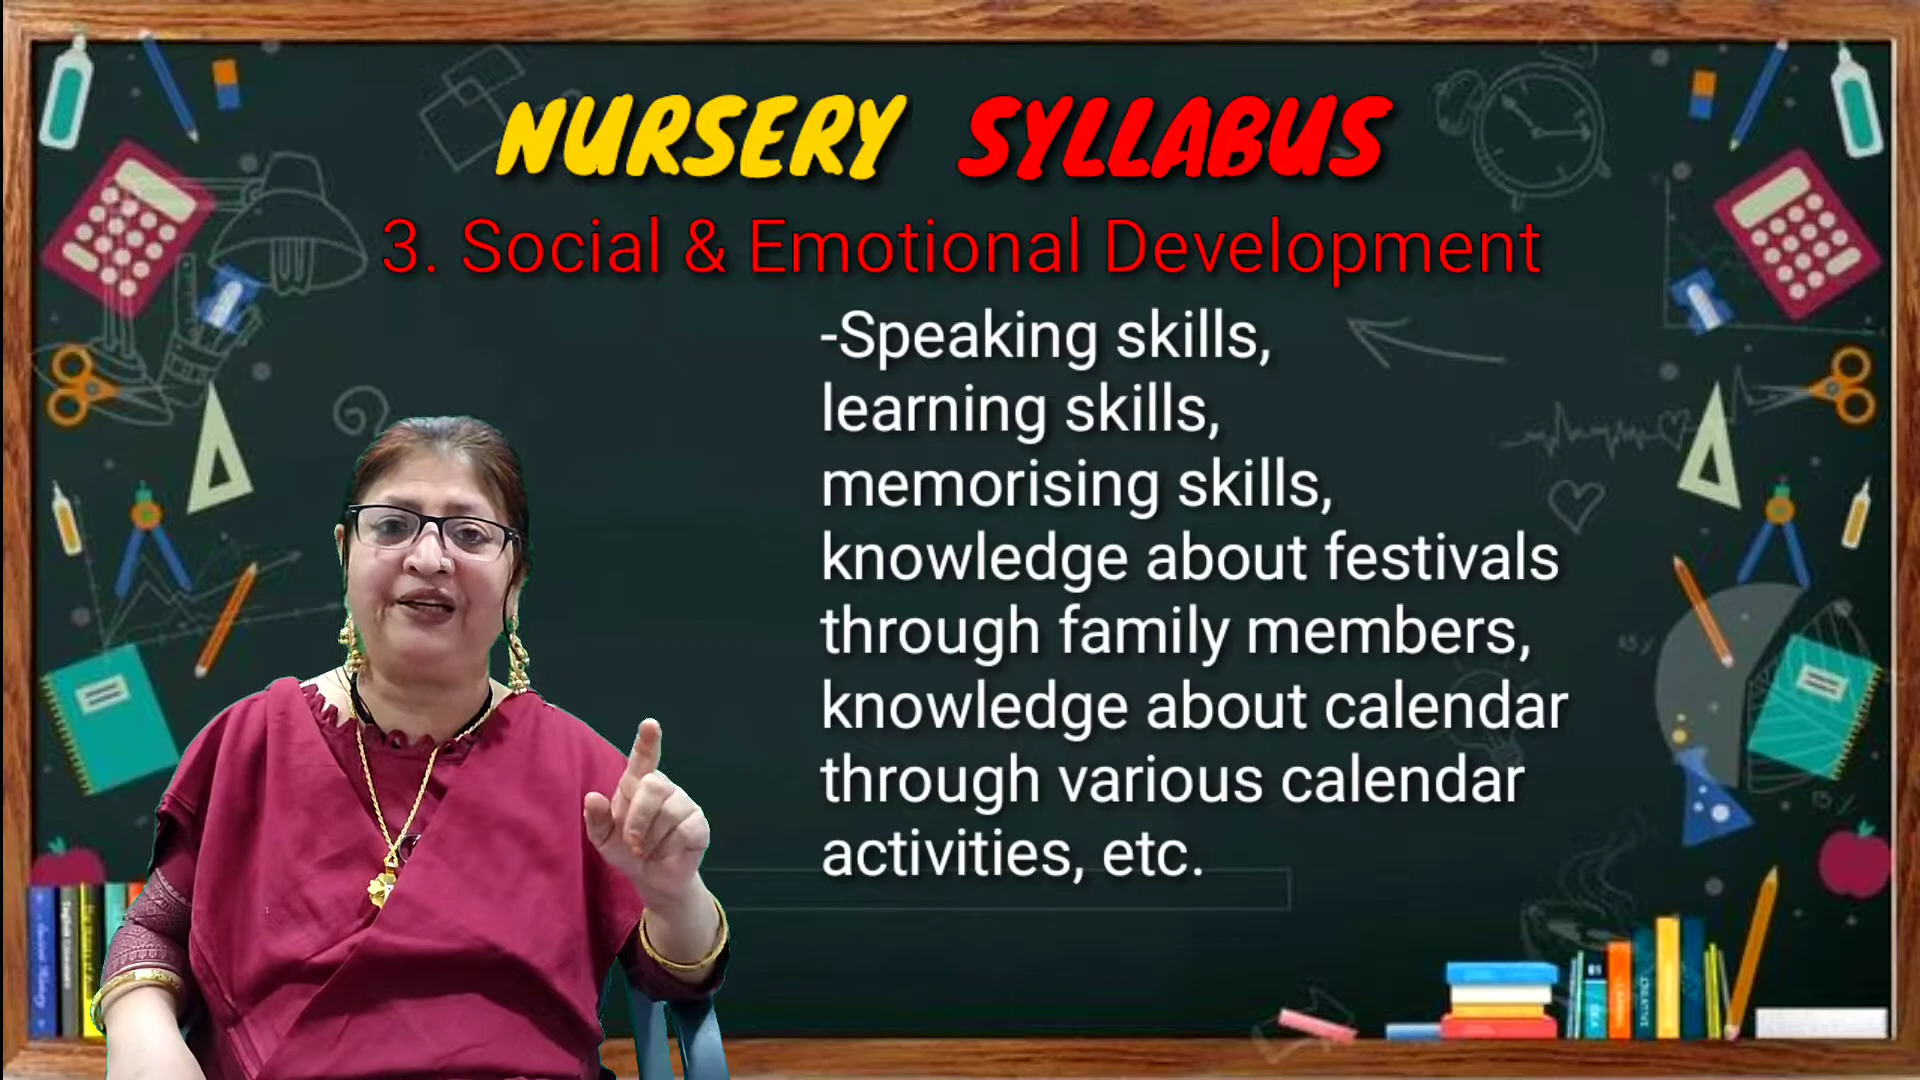 NURSERY SYLLABUS
3. Social & Emotional Development
-Speaking skills,
learning skills,
memorising skills,
knowledge about festivals
through family members,
knowledge about calendar
through various calendar
activities, etc.